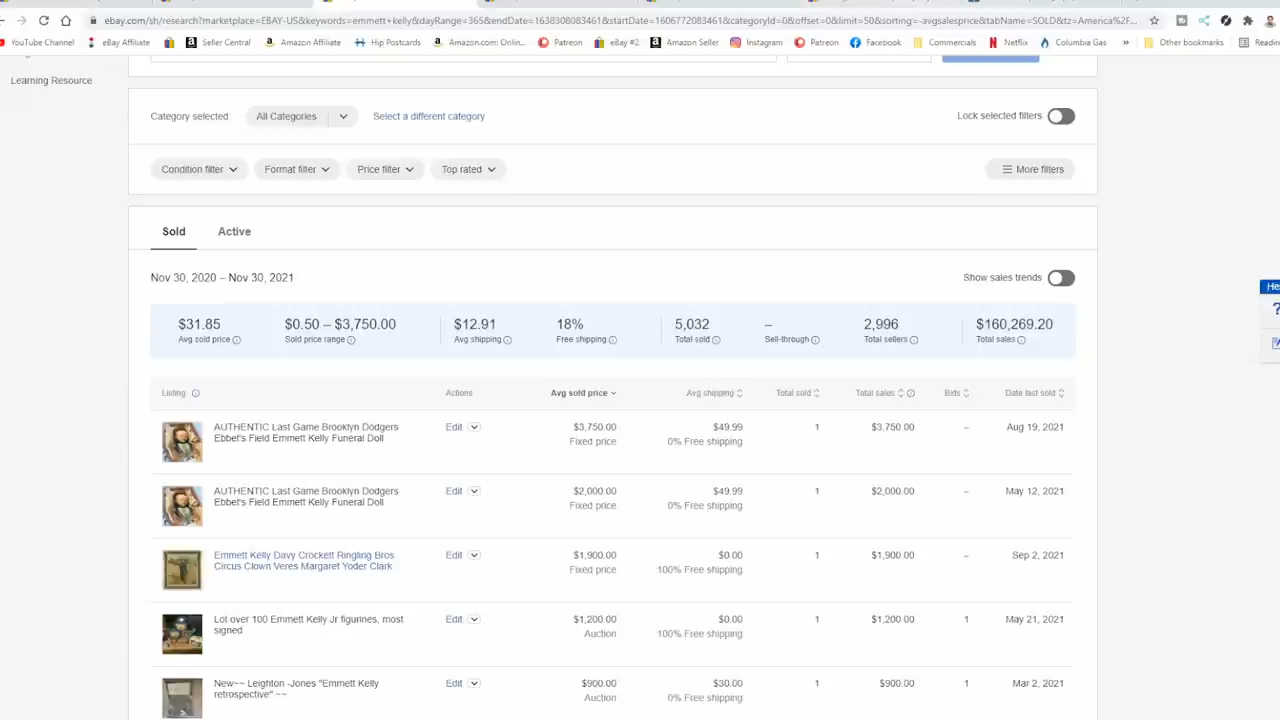 ebay.com/sh/research?marketplace=EBAY-US&keywords=emmett+kelly&dayRange=365&endDate=1638308083461&startDate=1606772083461&categoryId=0&offset=0&limit=50&sorting=-avgsalesprice&tabName=SOLD&tz=America%2F...
YouTube Channel eBay Affiliate Seller Central Amazon Affiliate Hip Postcards Amazon.com: Onlin... Patreon eBay #2 Amazon Seller Instagram Patreon Facebook Commercials Netflix Columbia Gas » Other bookmarks Readin
Learning Resource
Category selected All Categories Select a different category Lock selected filters
Condition filter Format filter Price filter Top rated More filters
Sold Active
Nov 30, 2020 – Nov 30, 2021 Show sales trends
$31.85 $0.50 – $3,750.00 $12.91 18% 5,032 – 2,996 $160,269.20
Avg sold price Sold price range Avg shipping Free shipping Total sold Sell-through Total sellers Total sales
Listing Actions Avg sold price Avg shipping Total sold Total sales Bids Date last sold
AUTHENTIC Last Game Brooklyn Dodgers Edit $3,750.00 $49.99 1 $3,750.00 – Aug 19, 2021
Ebbet's Field Emmett Kelly Funeral Doll Fixed price 0% Free shipping
AUTHENTIC Last Game Brooklyn Dodgers Edit $2,000.00 $49.99 1 $2,000.00 – May 12, 2021
Ebbet's Field Emmett Kelly Funeral Doll Fixed price 0% Free shipping
Emmett Kelly Davy Crockett Ringling Bros Edit $1,900.00 $0.00 1 $1,900.00 – Sep 2, 2021
Circus Clown Veres Margaret Yoder Clark Fixed price 100% Free shipping
Lot over 100 Emmett Kelly Jr figurines, most Edit $1,200.00 $0.00 1 $1,200.00 1 May 21, 2021
signed Auction 100% Free shipping
New~~ Leighton -Jones "Emmett Kelly Edit $900.00 $30.00 1 $900.00 1 Mar 2, 2021
retrospective" ~~ Auction 0% Free shipping
He
?